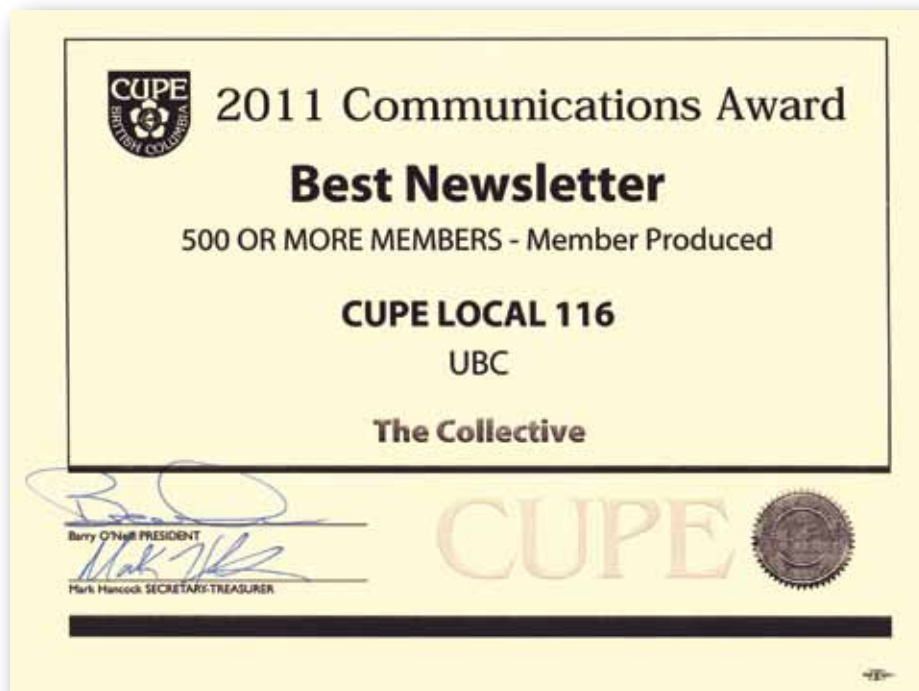 CUPE
BRITISH COLUMBIA
2011 Communications Award
Best Newsletter
500 OR MORE MEMBERS - Member Produced
CUPE LOCAL 116
UBC
The Collective
Barry O'Neill PRESIDENT
Mark Hancock SECRETARY-TREASURER
CUPE